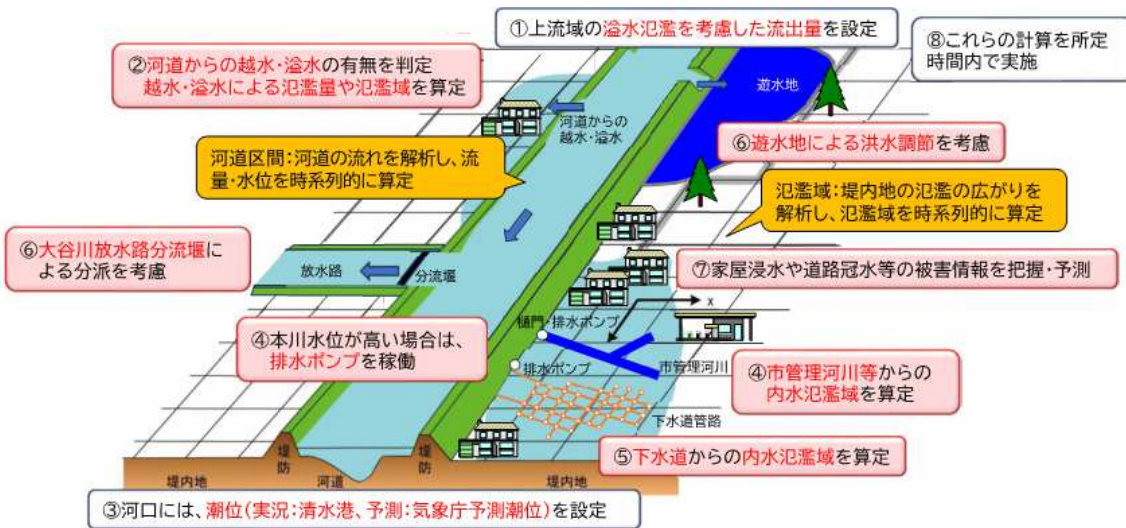 ①上流域の溢水氾濫を考慮した流出量を設定
⑧これらの計算を所定
時間内で実施
②河道からの越水・溢水の有無を判定
越水・溢水による氾濫量や氾濫域を算定
遊水地
河道からの
越水・溢水
⑥遊水地による洪水調節を考慮
河道区間：河道の流れを解析し、流
量・水位を時系列的に算定
氾濫域：堤内地の氾濫の広がりを
解析し、氾濫域を時系列的に算定
⑥大谷川放水路分流堰に
よる分派を考慮
放水路
分流堰
⑦家屋浸水や道路冠水等の被害情報を把握・予測
x
樋門・排水ポンプ
④本川水位が高い場合は、
排水ポンプを稼働
排水ポンプ
市管理河川
④市管理河川等からの
内水氾濫域を算定
下水道管路
⑤下水道からの内水氾濫域を算定
堤防
堤防
堤内地
河道
堤内地
③河口には、潮位(実況：清水港、予測：気象庁予測潮位)を設定